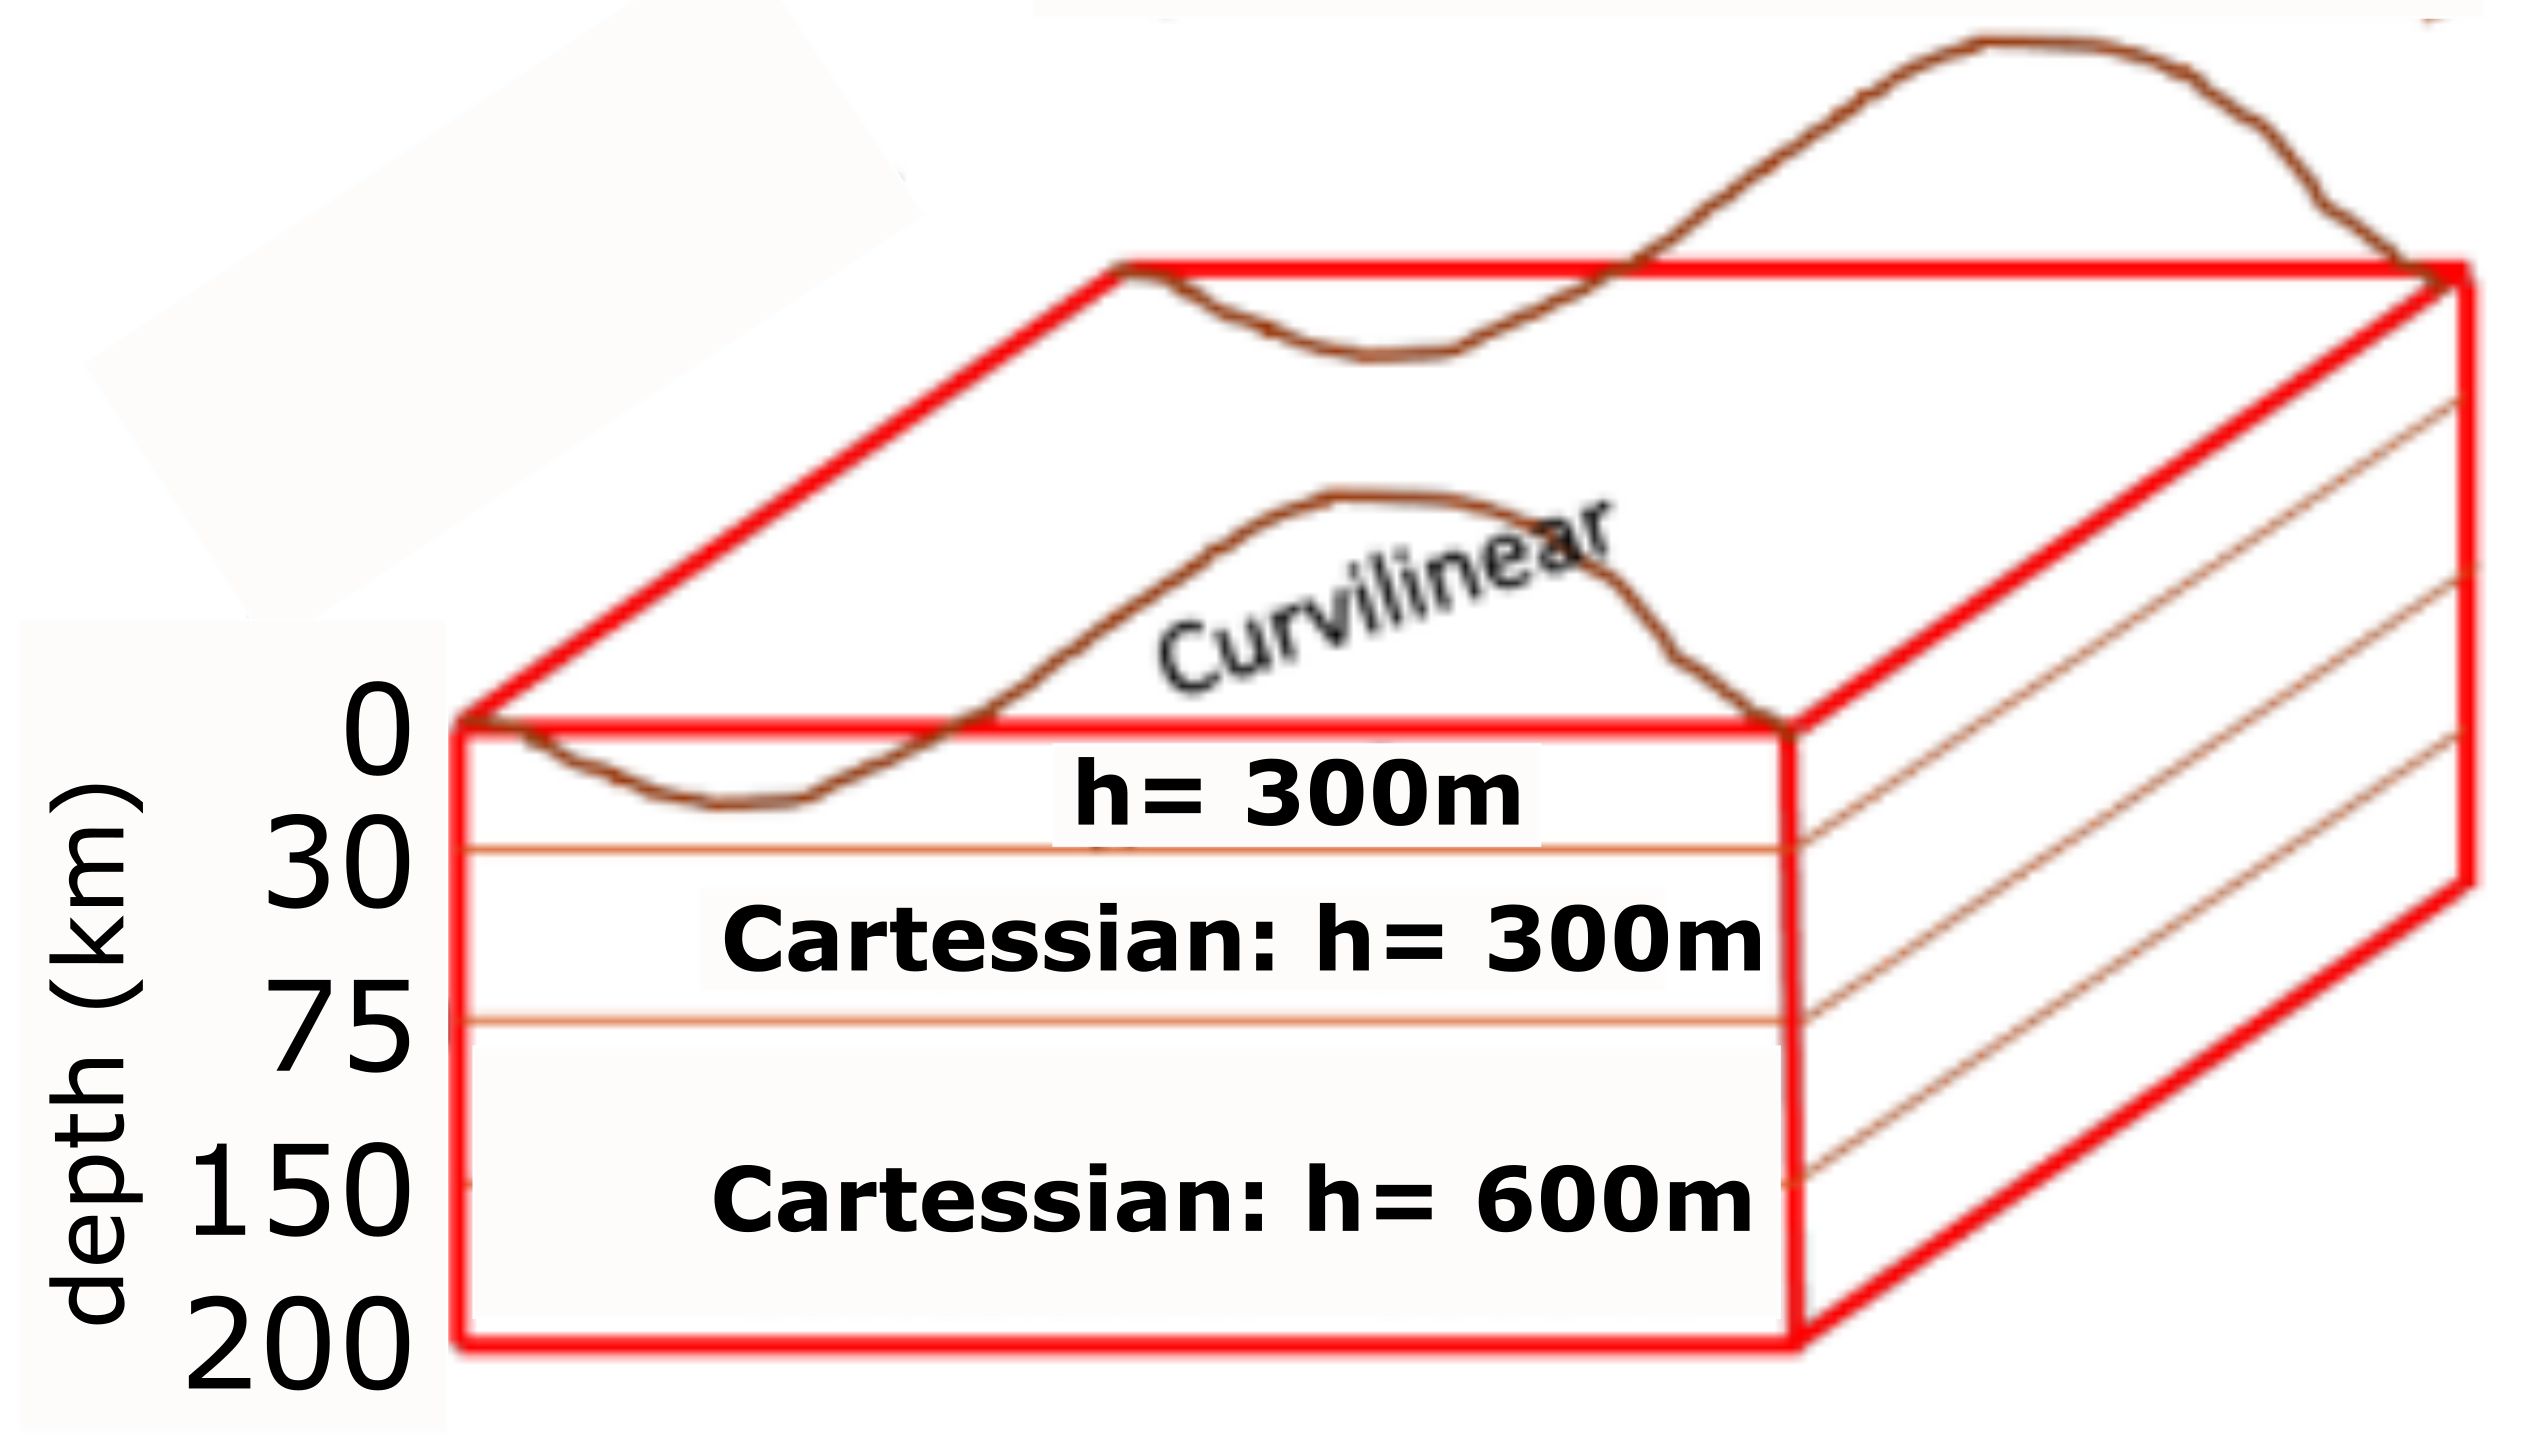 Curvilinear
0
h= 300m
30
Cartessian: h= 300m
75
150
Cartessian: h= 600m
200
depth (km)